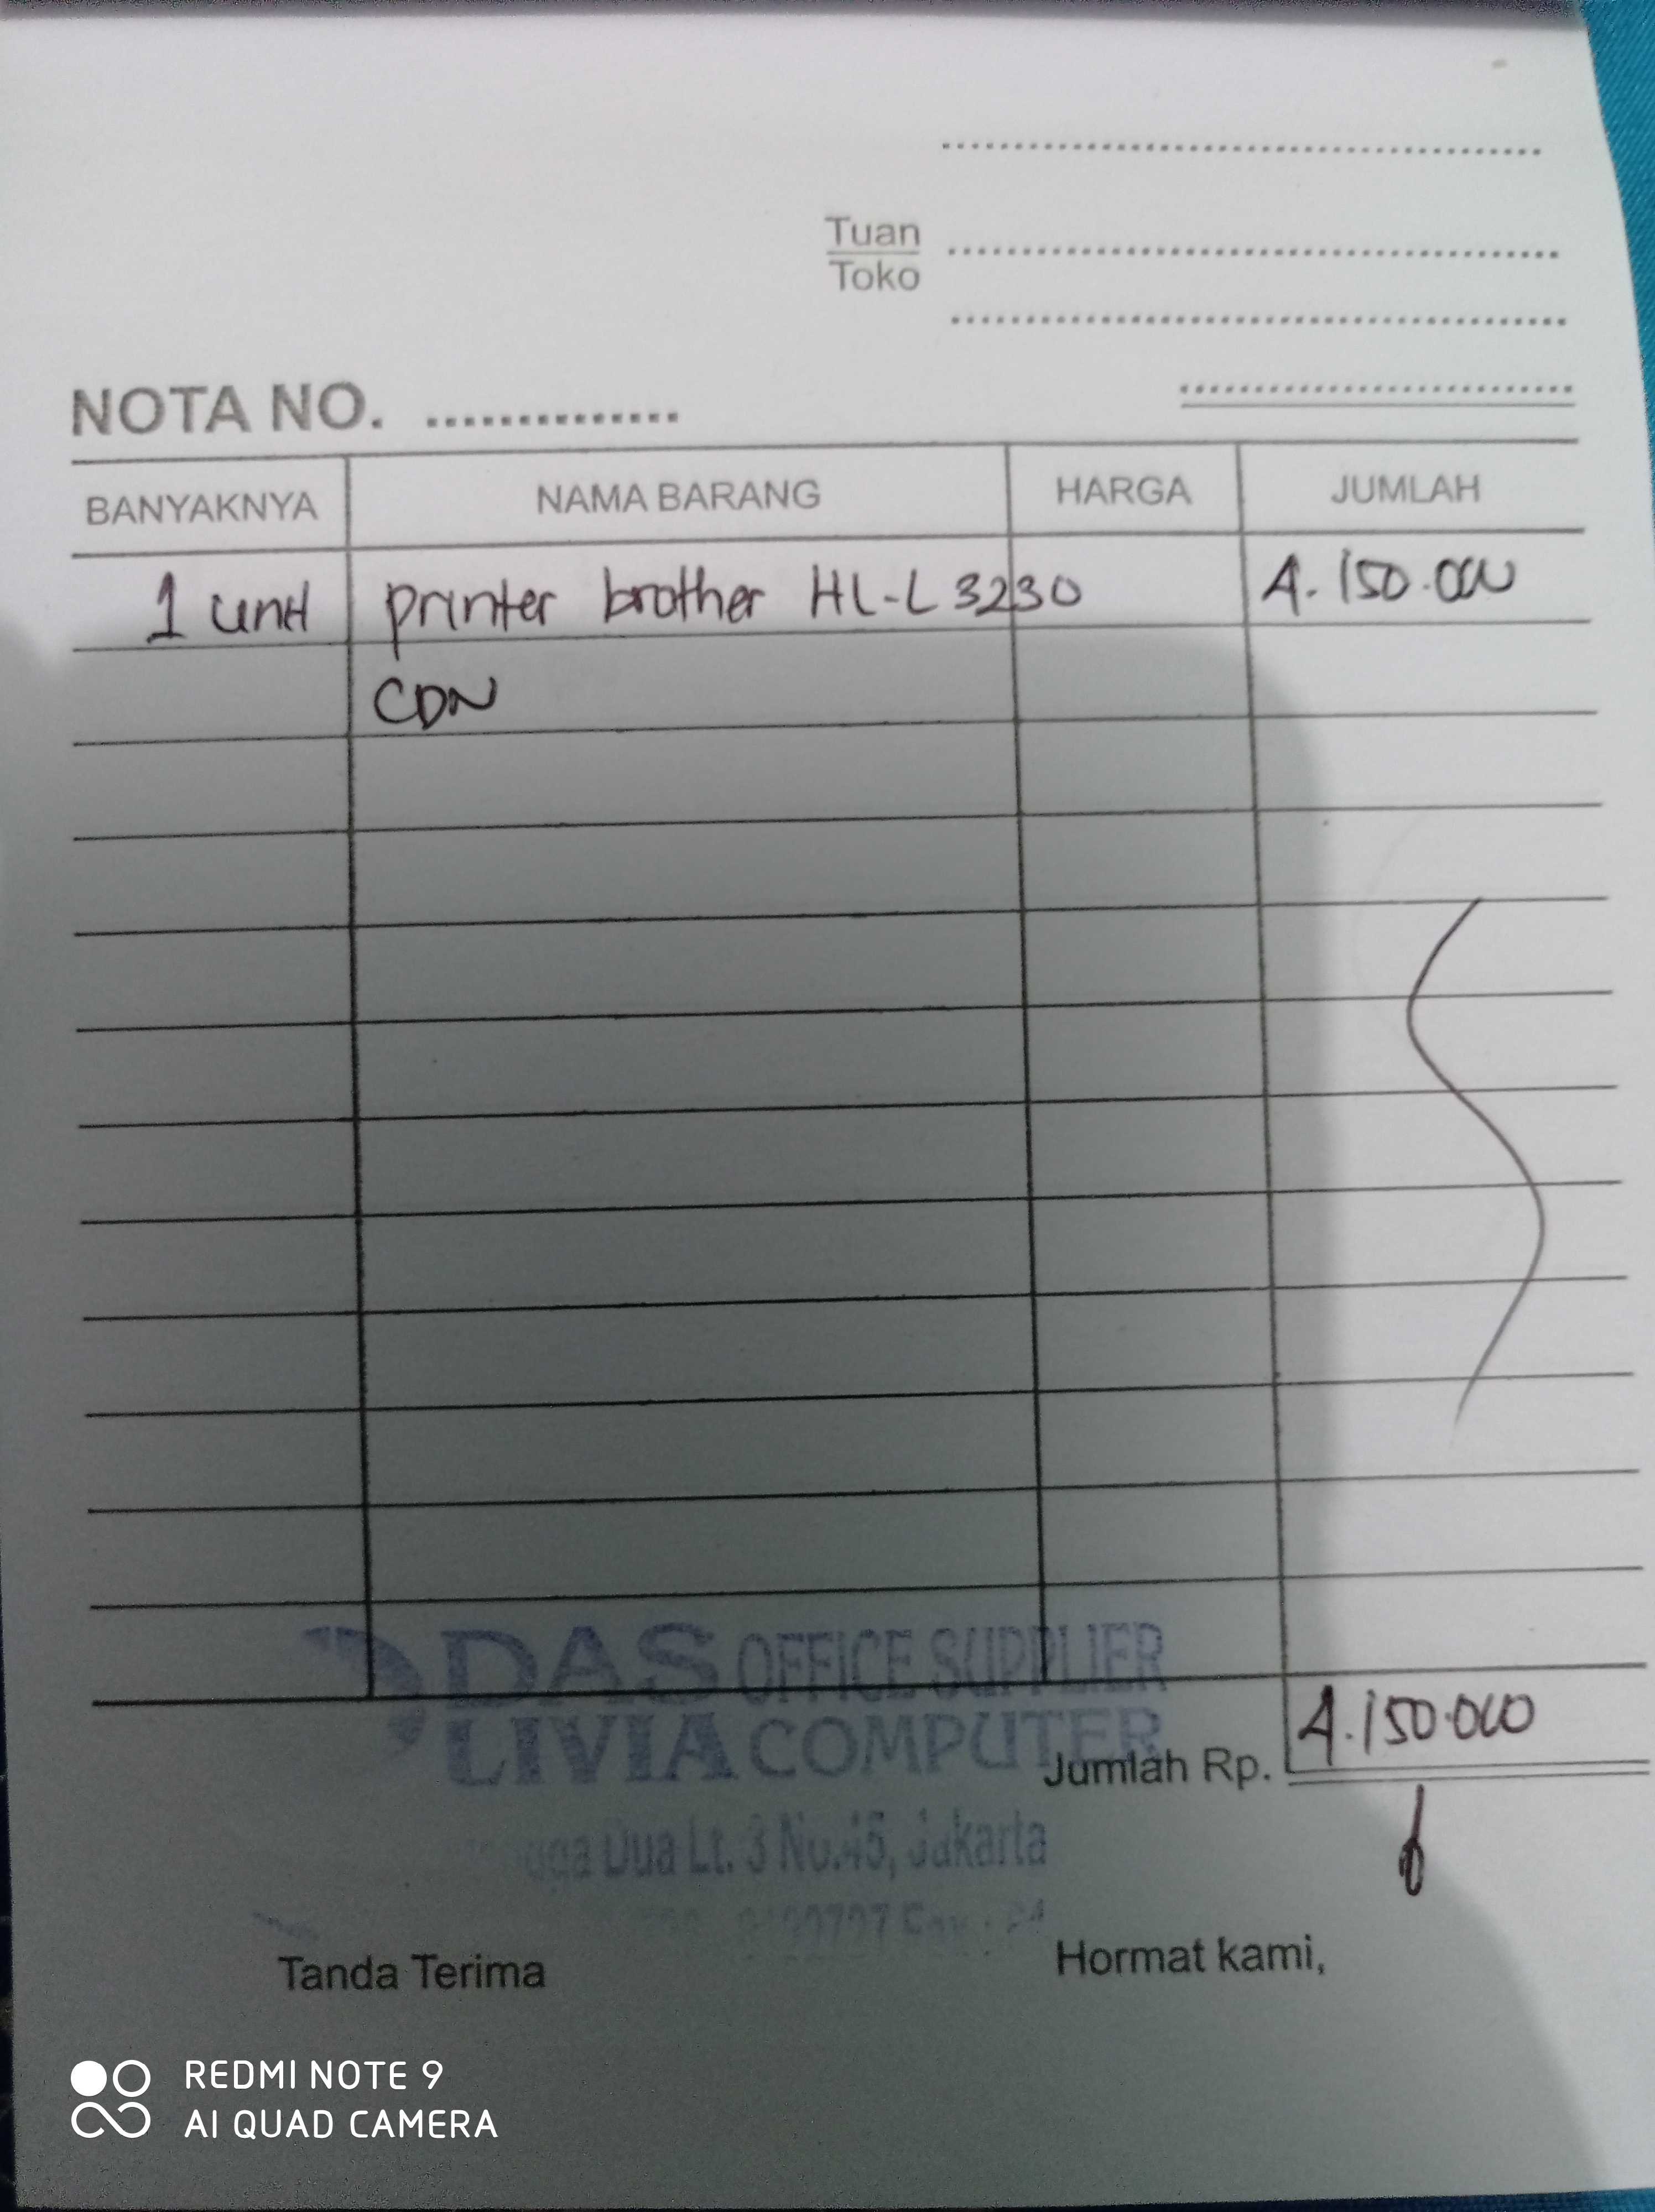 Tuan
Toko
NOTA NO.
BANYAKNYA NAMA BARANG HARGA JUMLAH
1 unit printer brother HL-L 3230 4.150.000
CDN
DAS OFFICE SUPPLIER
LIVIA COMPUTER
Jumlah Rp. 4.150.000
Dua Lt. 3 No.45, Jakarta
Tanda Terima Hormat kami,
REDMI NOTE 9
AI QUAD CAMERA